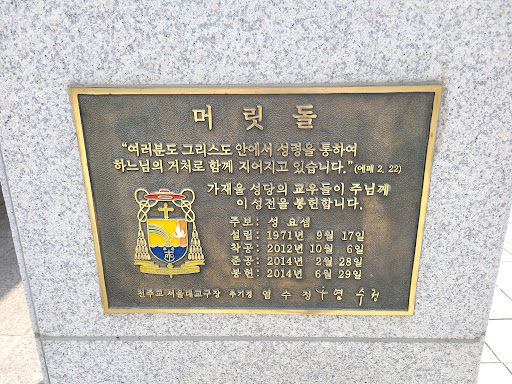 머릿돌
“여러분도 그리스도 안에서 성령을 통하여
하느님의 거처로 함께 지어지고 있습니다.” (에페 2, 22)
가재울 성당의 교우들이 주님께
이 성전을 봉헌합니다.
주보: 성 요셉
설립: 1971년 9월 17일
착공: 2012년 10월 6일
준공: 2014년 2월 28일
봉헌: 2014년 6월 29일
천주교 서울대교구장 추기경 염수정